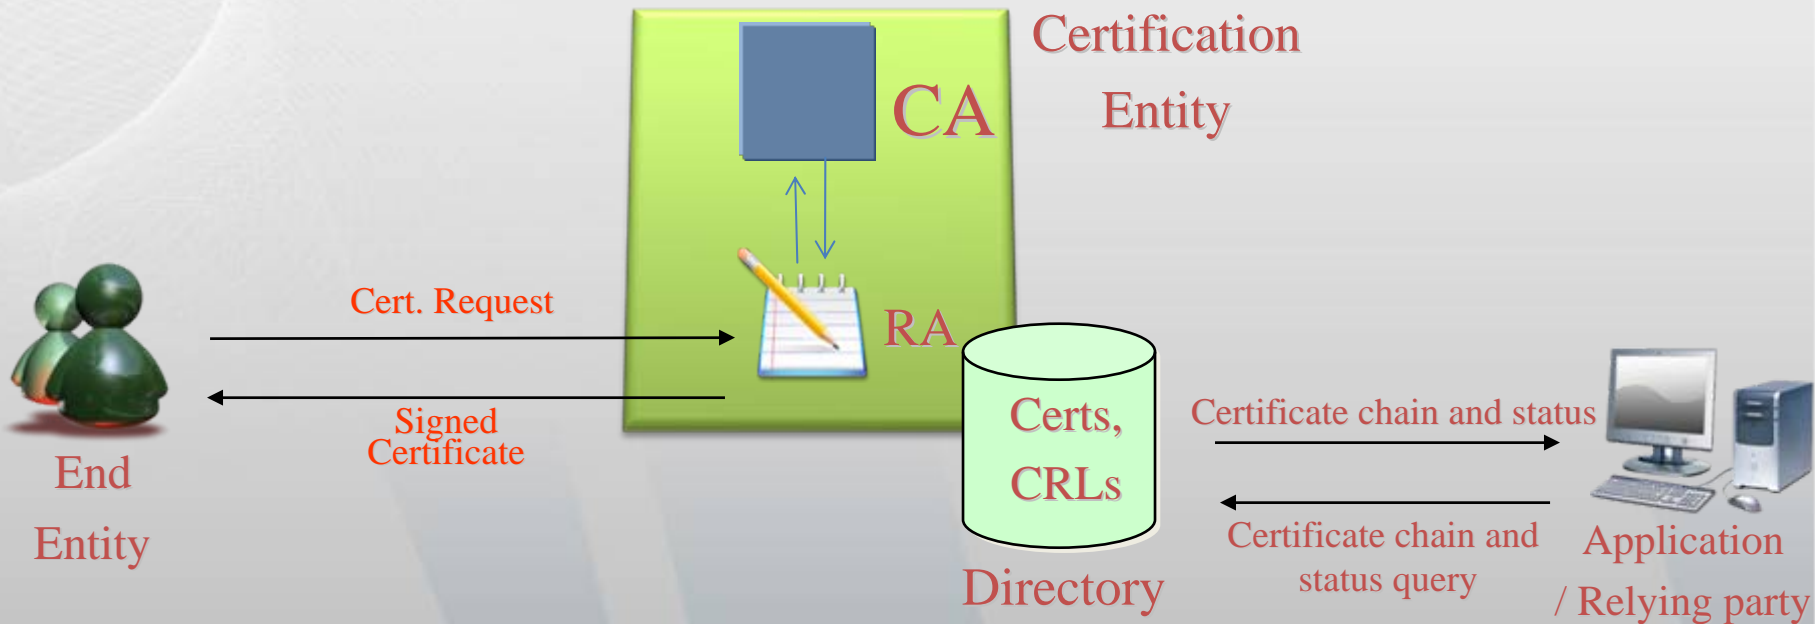 Certification
Entity
CA
Cert. Request
RA
Signed
Certificate
End
Entity
Certs,
CRLs
Directory
Certificate chain and status
Certificate chain and
status query
Application
/ Relying party